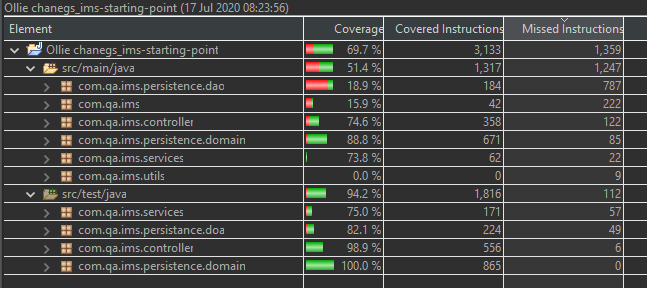 Ollie chanegs_ims-starting-point (17 Jul 2020 08:23:56)
Element Coverage Covered Instructions Missed Instructions
Ollie chanegs_ims-starting-point 69.7 % 3,133 1,359
src/main/java 51.4 % 1,317 1,247
com.qa.ims.persistence.dao 18.9 % 184 787
com.qa.ims 15.9 % 42 222
com.qa.ims.controller 74.6 % 358 122
com.qa.ims.persistence.domain 88.8 % 671 85
com.qa.ims.services 73.8 % 62 22
com.qa.ims.utils 0.0 % 0 9
src/test/java 94.2 % 1,816 112
com.qa.ims.services 75.0 % 171 57
com.qa.ims.persistance.doa 82.1 % 224 49
com.qa.ims.controller 98.9 % 556 6
com.qa.ims.persistence.domain 100.0 % 865 0